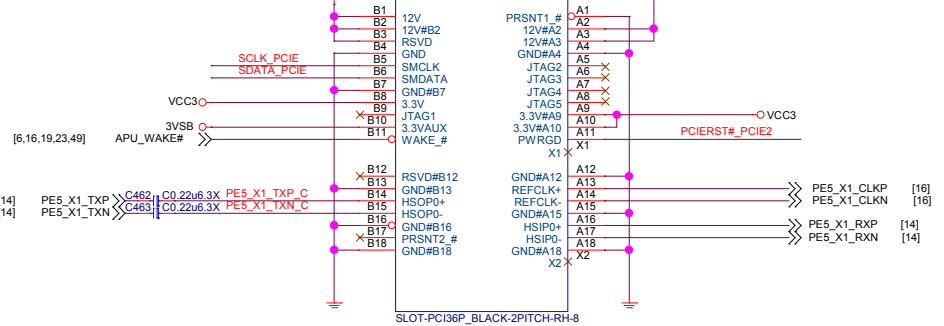 B1 12V PRSNT1_# A1
B2 12V#B2 12V#A2 A2
B3 RSVD 12V#A3 A3
B4 GND GND#A4 A4
SCLK_PCIE B5 SMCLK JTAG2 A5
SDATA_PCIE B6 SMDATA JTAG3 A6
B7 GND#B7 JTAG4 A7
VCC3 B8 3.3V JTAG5 A8
B9 JTAG1 3.3V#A9 A9 VCC3
3VSB B10 3.3VAUX 3.3V#A10 A10
[6,16,19,23,49] APU_WAKE# B11 WAKE_# PWRGD A11 PCIERST#_PCIE2
X1 X1
B12 RSVD#B12 GND#A12 A12
B13 GND#B13 REFCLK+ A13 PE5_X1_CLKP [16]
14] PE5_X1_TXP C462 C0.22u6.3X PE5_X1_TXP_C B14 HSOP0+ REFCLK- A14 PE5_X1_CLKN [16]
14] PE5_X1_TXN C463 C0.22u6.3X PE5_X1_TXN_C B15 HSOP0- GND#A15 A15
B16 GND#B16 HSIP0+ A16 PE5_X1_RXP [14]
B17 PRSNT2_# HSIP0- A17 PE5_X1_RXN [14]
B18 GND#B18 GND#A18 A18
X2 X2
SLOT-PCI36P_BLACK-2PITCH-RH-8